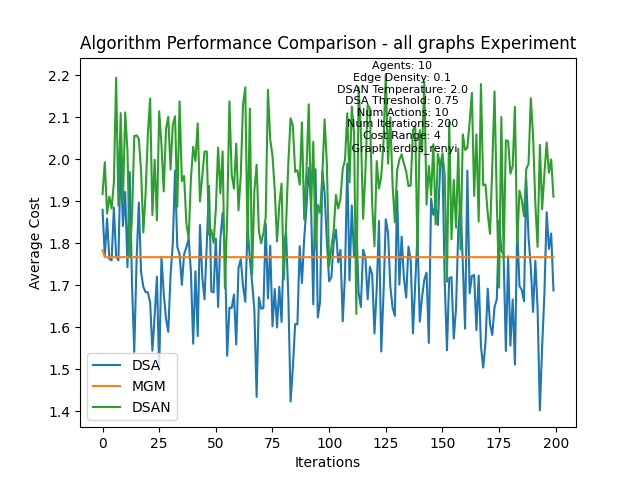 Algorithm Performance Comparison - all graphs Experiment
Agents: 10
Edge Density: 0.1
DSAN Temperature: 2.0
DSA Threshold: 0.75
Num Actions: 10
Num Iterations: 200
Cost Range: 4
Graph: erdos_renyi
Average Cost
2.2
2.1
2.0
1.9
1.8
1.7
1.6
1.5
1.4
DSA
MGM
DSAN
0 25 50 75 100 125 150 175 200
Iterations